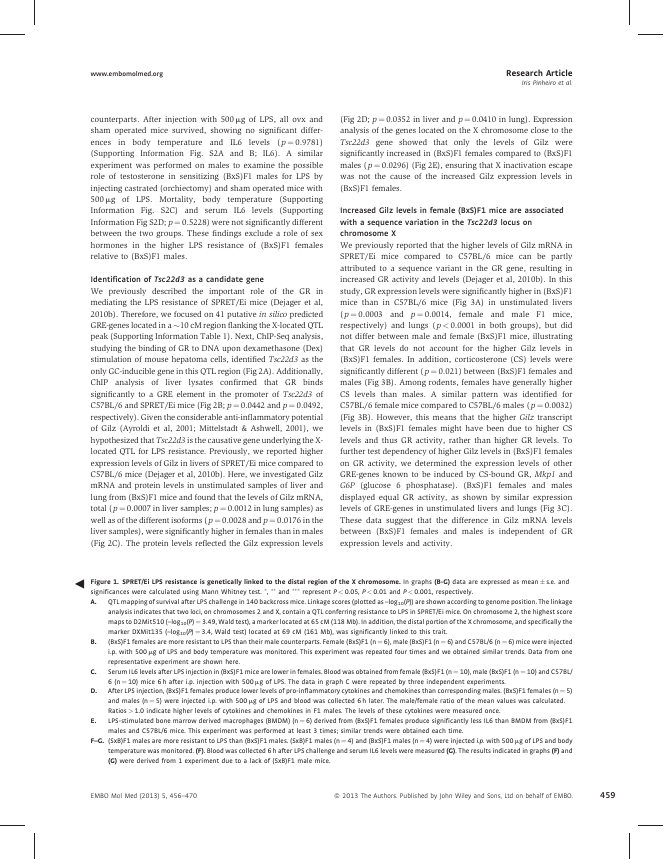 www.embomolmed.org
Research Article
Iris Pinheiro et al.
counterparts. After injection with 500 µg of LPS, all ovx and
sham operated mice survived, showing no significant differ-
ences in body temperature and IL6 levels (p = 0.9781)
(Supporting Information Fig. S2A and B; IL6). A similar
experiment was performed on males to examine the possible
role of testosterone in sensitizing (BxS)F1 males for LPS by
injecting castrated (orchiectomy) and sham operated mice with
500 µg of LPS. Mortality, body temperature (Supporting
Information Fig. S2C) and serum IL6 levels (Supporting
Information Fig S2D; p = 0.5228) were not significantly different
between the two groups. These findings exclude a role of sex
hormones in the higher LPS resistance of (BxS)F1 females
relative to (BxS)F1 males.
Identification of Tsc22d3 as a candidate gene
We previously described the important role of the GR in
mediating the LPS resistance of SPRET/Ei mice (Dejager et al,
2010b). Therefore, we focused on 41 putative in silico predicted
GRE-genes located in a ~10 cM region flanking the X-located QTL
peak (Supporting Information Table 1). Next, ChIP-Seq analysis,
studying the binding of GR to DNA upon dexamethasone (Dex)
stimulation of mouse hepatoma cells, identified Tsc22d3 as the
only GC-inducible gene in this QTL region (Fig 2A). Additionally,
ChIP analysis of liver lysates confirmed that GR binds
significantly to a GRE element in the promoter of Tsc22d3 of
C57BL/6 and SPRET/Ei mice (Fig 2B; p = 0.0442 and p = 0.0492,
respectively). Given the considerable anti-inflammatory potential
of Gilz (Ayroldi et al, 2001; Mittelstadt & Ashwell, 2001), we
hypothesized that Tsc22d3 is the causative gene underlying the X-
located QTL for LPS resistance. Previously, we reported higher
expression levels of Gilz in livers of SPRET/Ei mice compared to
C57BL/6 mice (Dejager et al, 2010b). Here, we investigated Gilz
mRNA and protein levels in unstimulated samples of liver and
lung from (BxS)F1 mice and found that the levels of Gilz mRNA,
total (p = 0.0007 in liver samples; p = 0.0012 in lung samples) as
well as of the different isoforms (p = 0.0028 and p = 0.0176 in the
liver samples), were significantly higher in females than in males
(Fig 2C). The protein levels reflected the Gilz expression levels
(Fig 2D; p = 0.0352 in liver and p = 0.0410 in lung). Expression
analysis of the genes located on the X chromosome close to the
Tsc22d3 gene showed that only the levels of Gilz were
significantly increased in (BxS)F1 females compared to (BxS)F1
males (p = 0.0296) (Fig 2E), ensuring that X inactivation escape
was not the cause of the increased Gilz expression levels in
(BxS)F1 females.
Increased Gilz levels in female (BxS)F1 mice are associated
with a sequence variation in the Tsc22d3 locus on
chromosome X
We previously reported that the higher levels of Gilz mRNA in
SPRET/Ei mice compared to C57BL/6 mice can be partly
attributed to a sequence variant in the GR gene, resulting in
increased GR activity and levels (Dejager et al, 2010b). In this
study, GR expression levels were significantly higher in (BxS)F1
mice than in C57BL/6 mice (Fig 3A) in unstimulated livers
(p = 0.0003 and p = 0.0014, female and male F1 mice,
respectively) and lungs (p < 0.0001 in both groups), but did
not differ between male and female (BxS)F1 mice, illustrating
that GR levels do not account for the higher Gilz levels in
(BxS)F1 females. In addition, corticosterone (CS) levels were
significantly different (p = 0.021) between (BxS)F1 females and
males (Fig 3B). Among rodents, females have generally higher
CS levels than males. A similar pattern was identified for
C57BL/6 female mice compared to C57BL/6 males (p = 0.0032)
(Fig 3B). However, this means that the higher Gilz transcript
levels in (BxS)F1 females might have been due to higher CS
levels and thus GR activity, rather than higher GR levels. To
further test dependency of higher Gilz levels in (BxS)F1 females
on GR activity, we determined the expression levels of other
GRE-genes known to be induced by CS-bound GR, Mkp1 and
G6P (glucose 6 phosphatase). (BxS)F1 females and males
displayed equal GR activity, as shown by similar expression
levels of GRE-genes in unstimulated livers and lungs (Fig 3C).
These data suggest that the difference in Gilz mRNA levels
between (BxS)F1 females and males is independent of GR
expression levels and activity.
Figure 1. SPRET/Ei LPS resistance is genetically linked to the distal region of the X chromosome. In graphs (B-G) data are expressed as mean ± s.e. and
significances were calculated using Mann Whitney test. *, ** and *** represent P < 0.05, P < 0.01 and P < 0.001, respectively.
A. QTL mapping of survival after LPS challenge in 140 backcross mice. Linkage scores (plotted as −log10(P)) are shown according to genome position. The linkage
analysis indicates that two loci, on chromosomes 2 and X, contain a QTL conferring resistance to LPS in SPRET/Ei mice. On chromosome 2, the highest score
maps to D2Mit510 (−log10(P) = 3.49, Wald test), a marker located at 65 cM (118 Mb). In addition, the distal portion of the X chromosome, and specifically the
marker DXMit135 (−log10(P) = 3.4, Wald test) located at 69 cM (161 Mb), was significantly linked to this trait.
B. (BxS)F1 females are more resistant to LPS than their male counterparts. Female (BxS)F1 (n = 6), male (BxS)F1 (n = 6) and C57BL/6 (n = 6) mice were injected
i.p. with 500 µg of LPS and body temperature was monitored. This experiment was repeated four times and we obtained similar trends. Data from one
representative experiment are shown here.
C. Serum IL6 levels after LPS injection in (BxS)F1 mice are lower in females. Blood was obtained from female (BxS)F1 (n = 10), male (BxS)F1 (n = 10) and C57BL/
6 (n = 10) mice 6 h after i.p. injection with 500 µg of LPS. The data in graph C were repeated by three independent experiments.
D. After LPS injection, (BxS)F1 females produce lower levels of pro-inflammatory cytokines and chemokines than corresponding males. (BxS)F1 females (n = 5)
and males (n = 5) were injected i.p. with 500 µg of LPS and blood was collected 6 h later. The male/female ratio of the mean values was calculated.
Ratios > 1.0 indicate higher levels of cytokines and chemokines in F1 males. The levels of these cytokines were measured once.
E. LPS-stimulated bone marrow derived macrophages (BMDM) (n = 6) derived from (BxS)F1 females produce significantly less IL6 than BMDM from (BxS)F1
males and C57BL/6 mice. This experiment was performed at least 3 times; similar trends were obtained each time.
F–G. (SxB)F1 males are more resistant to LPS than (BxS)F1 males. (SxB)F1 males (n = 4) and (BxS)F1 males (n = 4) were injected i.p. with 500 µg of LPS and body
temperature was monitored. (F). Blood was collected 6 h after LPS challenge and serum IL6 levels were measured (G). The results indicated in graphs (F) and
(G) were derived from 1 experiment due to a lack of (SxB)F1 male mice.
EMBO Mol Med (2013) 5, 456–470
© 2013 The Authors. Published by John Wiley and Sons, Ltd on behalf of EMBO.
459